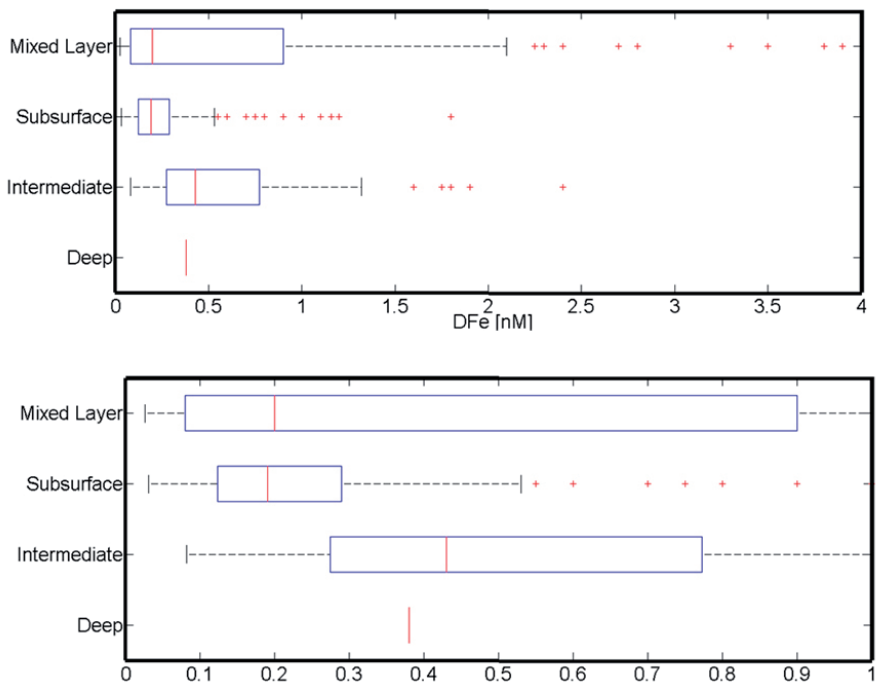 Mixed Layer
Subsurface
Intermediate
Deep
0 0.5 1 1.5 2 2.5 3 3.5 4
DFe [nM]
Mixed Layer
Subsurface
Intermediate
Deep
0 0.1 0.2 0.3 0.4 0.5 0.6 0.7 0.8 0.9 1